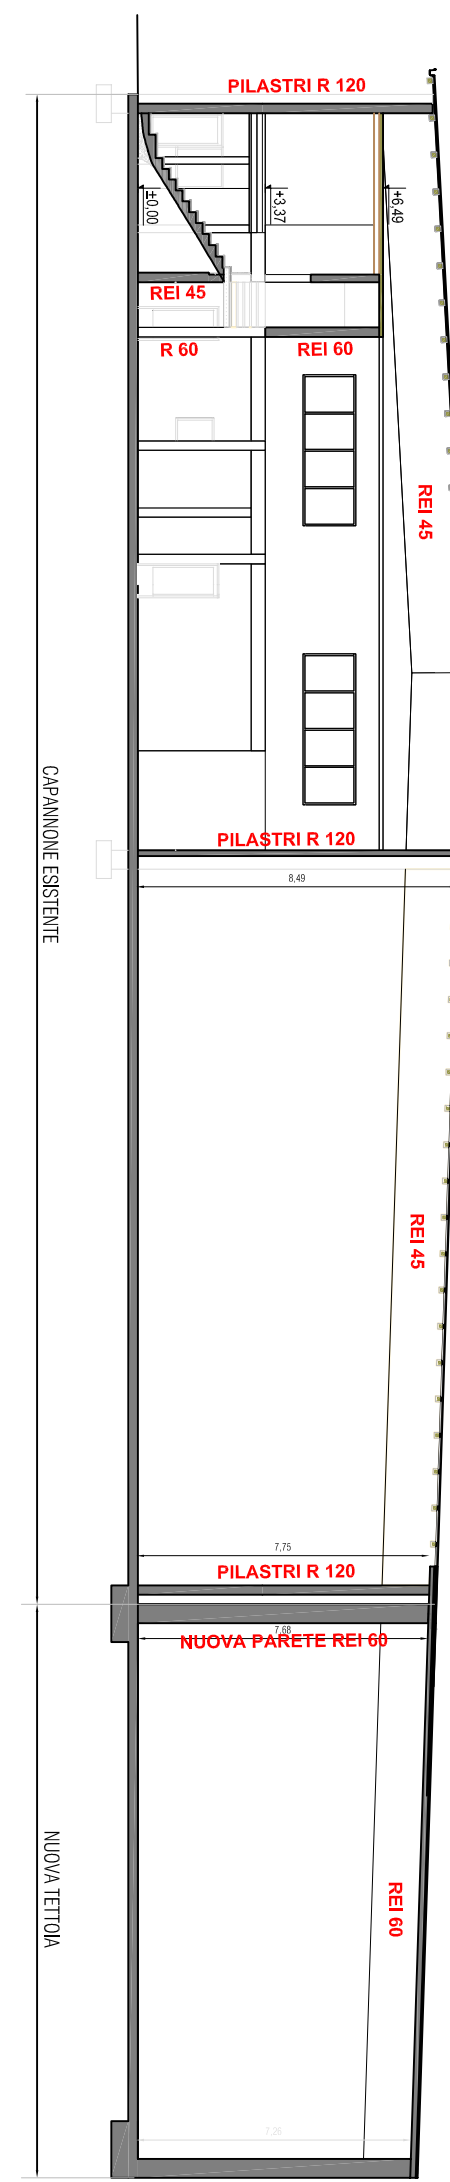 PILASTRI R 120
±0,00
+3,37
+6,49
REI 45
R 60
REI 60
REI 45
CAPANNONE ESISTENTE
PILASTRI R 120
8,49
REI 45
7,75
PILASTRI R 120
7,68
NUOVA PARETE REI 60
NUOVA TETTOIA
REI 60
7,26